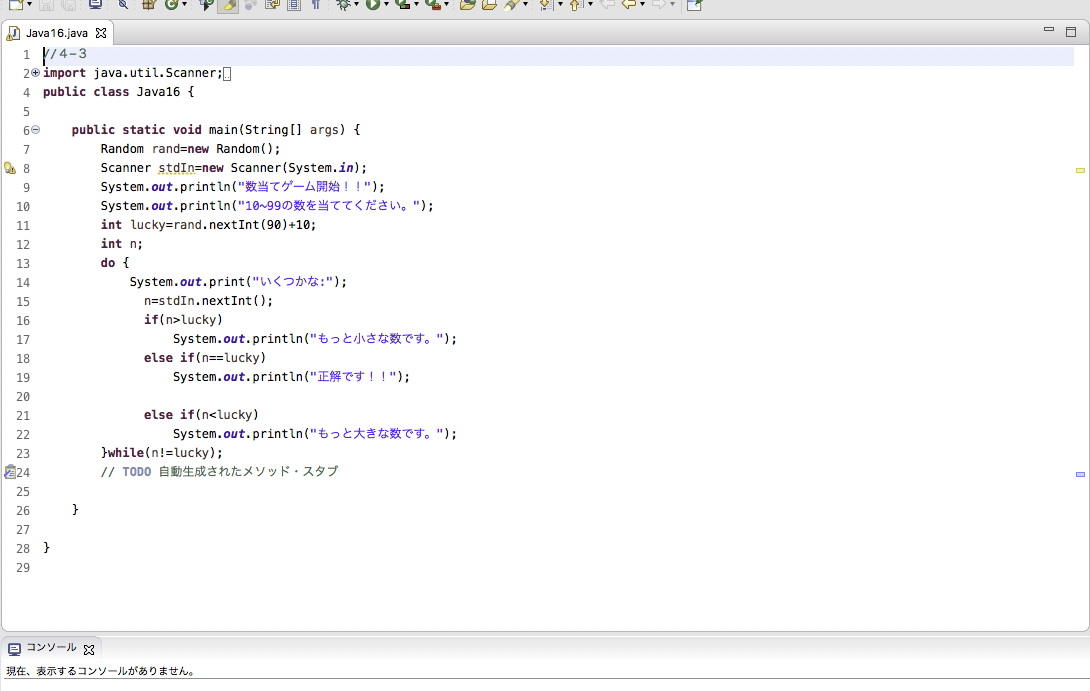 Java16.java
1 //4-3
2 import java.util.Scanner;
4 public class Java16 {
5
6     public static void main(String[] args) {
7         Random rand=new Random();
8         Scanner stdIn=new Scanner(System.in);
9         System.out.println("数当てゲーム開始！！");
10         System.out.println("10~99の数を当ててください。");
11         int lucky=rand.nextInt(90)+10;
12         int n;
13         do {
14             System.out.print("いくつかな:");
15               n=stdIn.nextInt();
16               if(n>lucky)
17                   System.out.println("もっと小さな数です。");
18               else if(n==lucky)
19                   System.out.println("正解です！！");
20
21               else if(n<lucky)
22                   System.out.println("もっと大きな数です。");
23         }while(n!=lucky);
24         // TODO 自動生成されたメソッド・スタブ
25
26     }
27
28 }
29
コンソール
現在、表示するコンソールがありません。